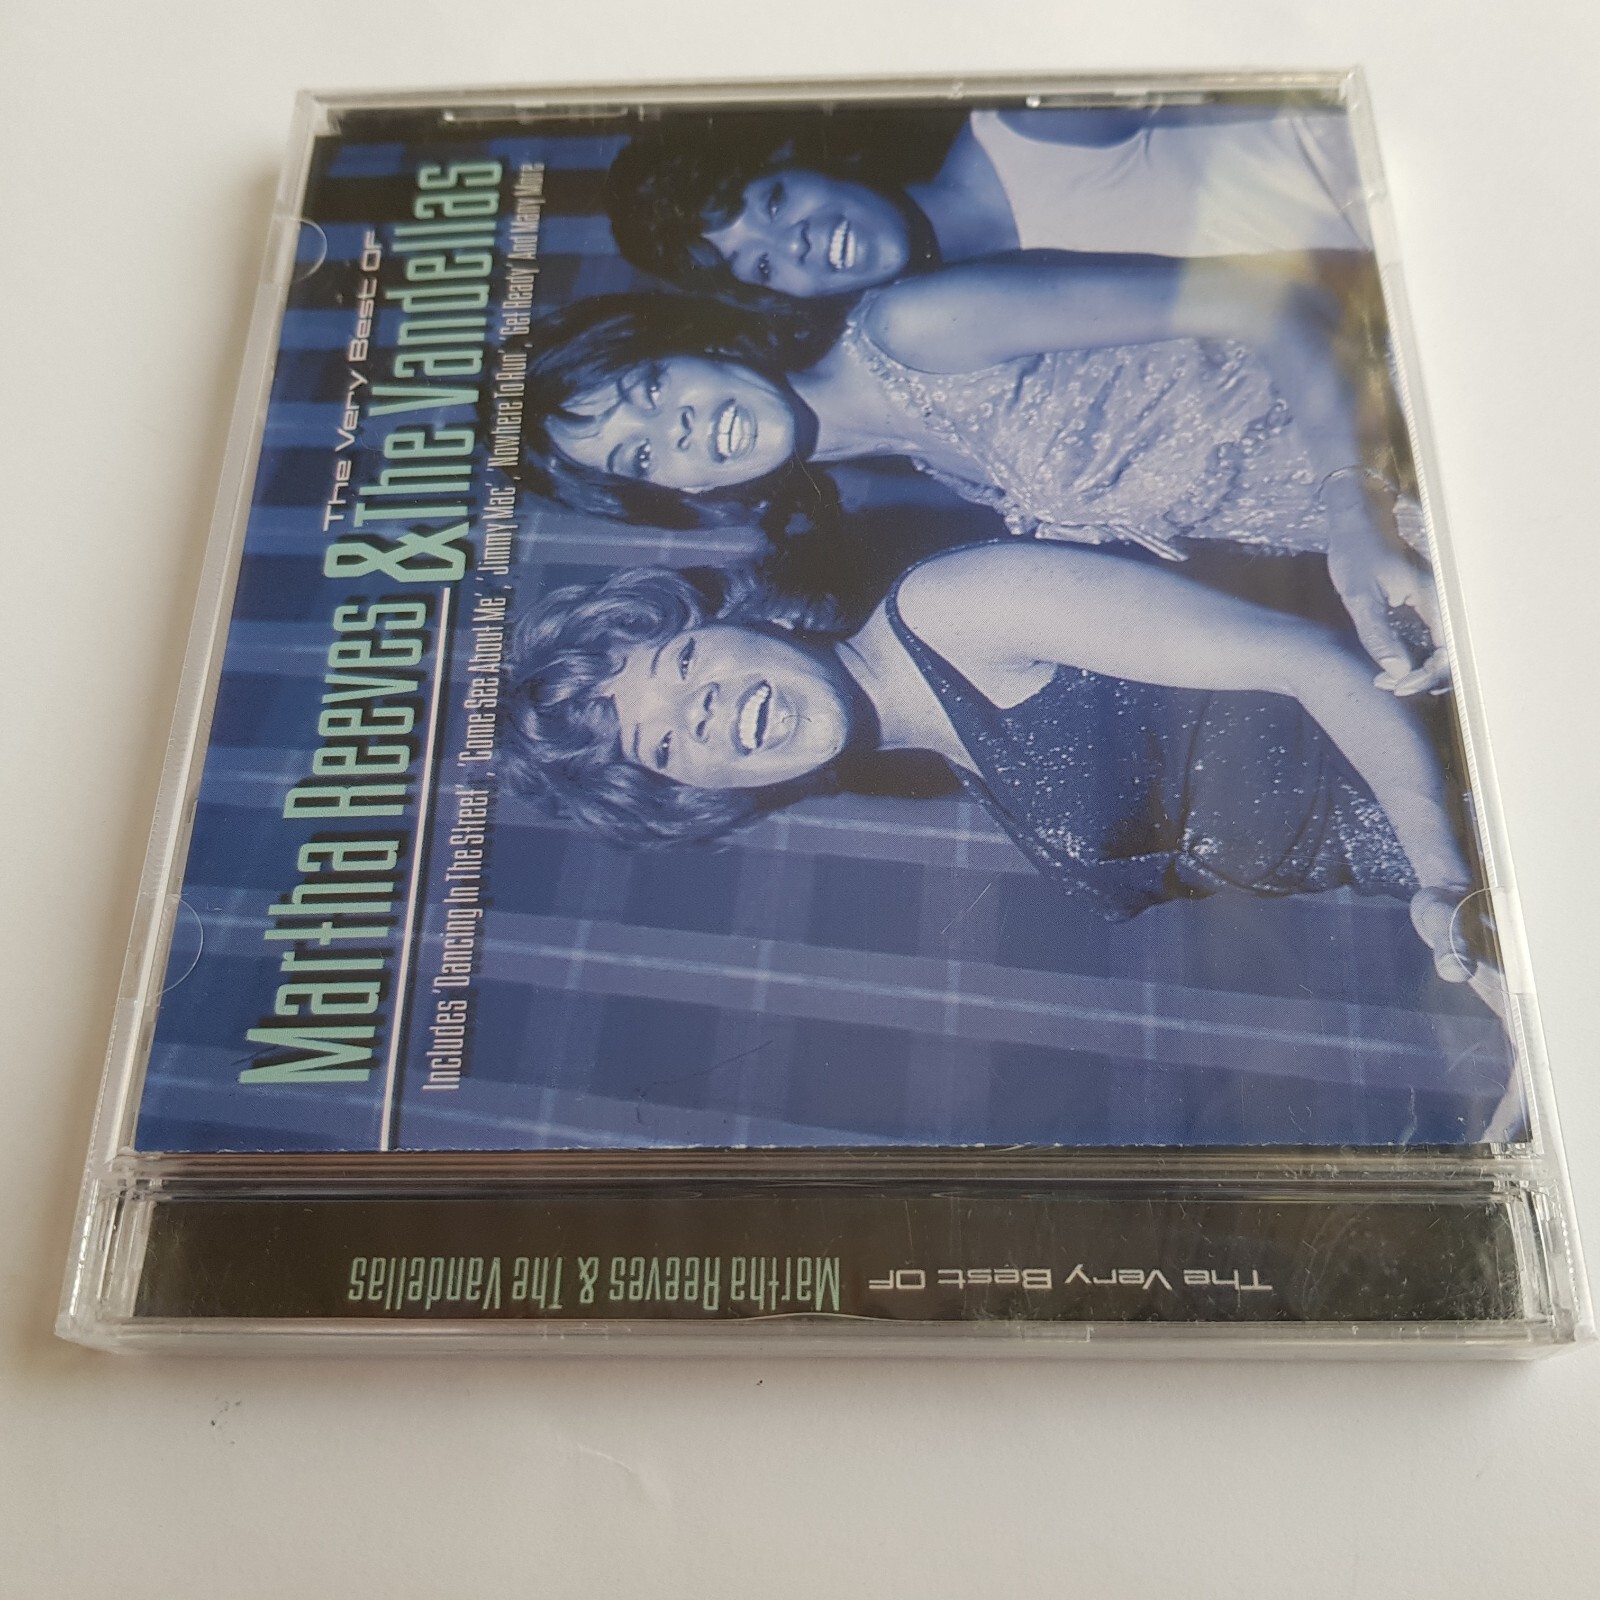 The Very Best OF
Martha Reeves & The Vandellas
Includes 'Dancing In The Street', 'Come See About Me', 'Jimmy Mac', 'Nowhere To Run', 'Get Ready' And Many More
The Very Best OF Martha Reeves & The Vandellas